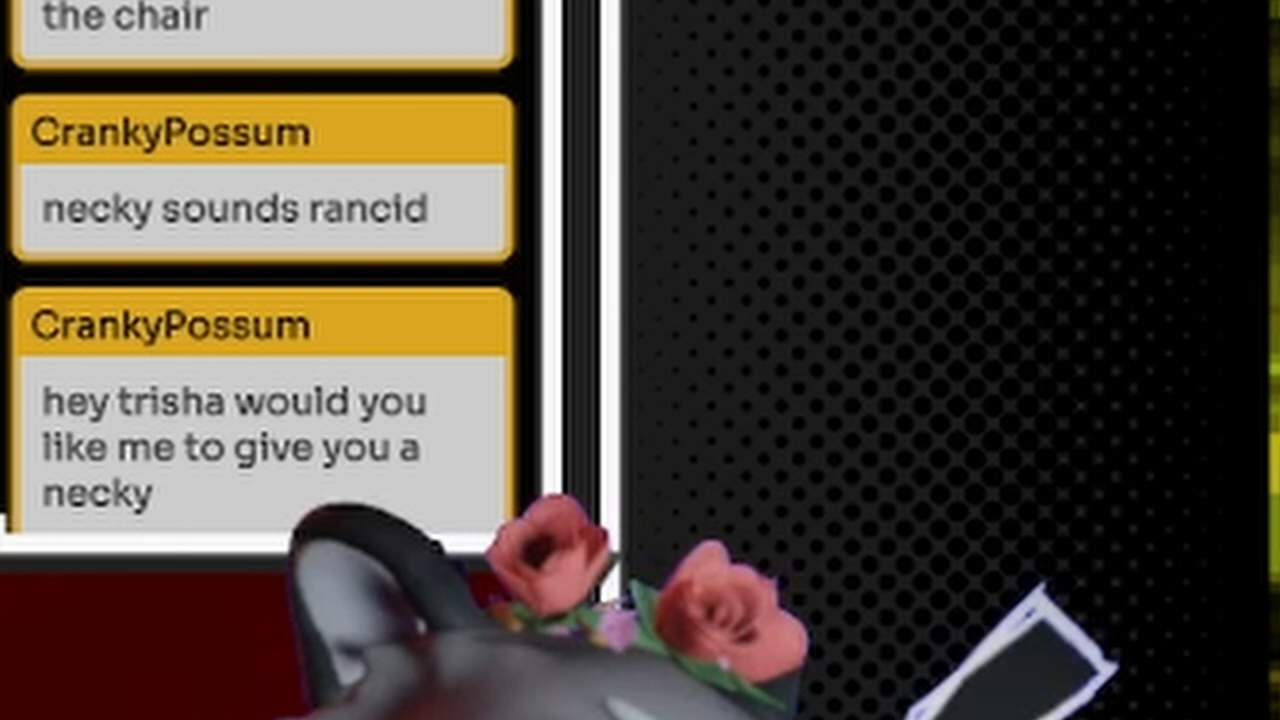 the chair
CrankyPossum
necky sounds rancid
CrankyPossum
hey trisha would you
like me to give you a
necky